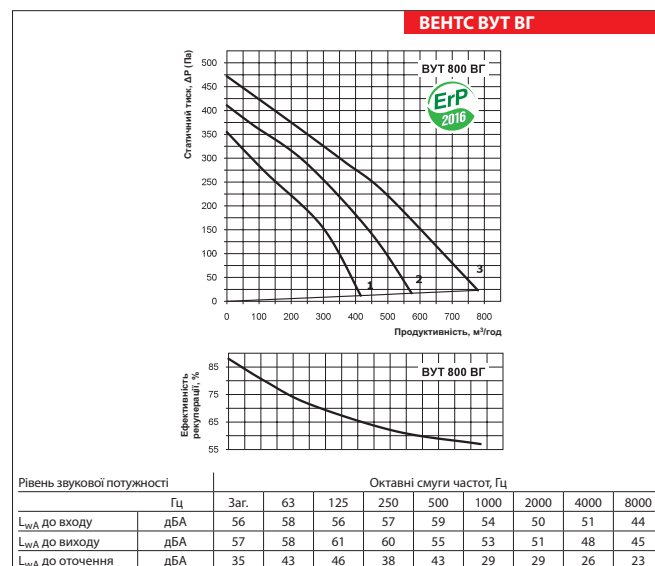 ВЕНТС ВУТ ВГ
Статичний тиск, ΔP (Па)
500
450
400
350
300
250
200
150
100
50
0
ВУТ 800 ВГ
ErP
2016
1
2
3
0 100 200 300 400 500 600 700 800
Продуктивність, м³/год
Ефективність
рекуперації, %
85
75
65
55
ВУТ 800 ВГ
Рівень звукової потужності Октавні смуги частот, Гц
Гц Заг. 63 125 250 500 1000 2000 4000 8000
LwA до входу дБА 56 58 56 57 59 54 50 51 44
LwA до виходу дБА 57 58 61 60 55 53 51 48 45
LwA до оточення дБА 35 43 46 38 43 29 29 26 23